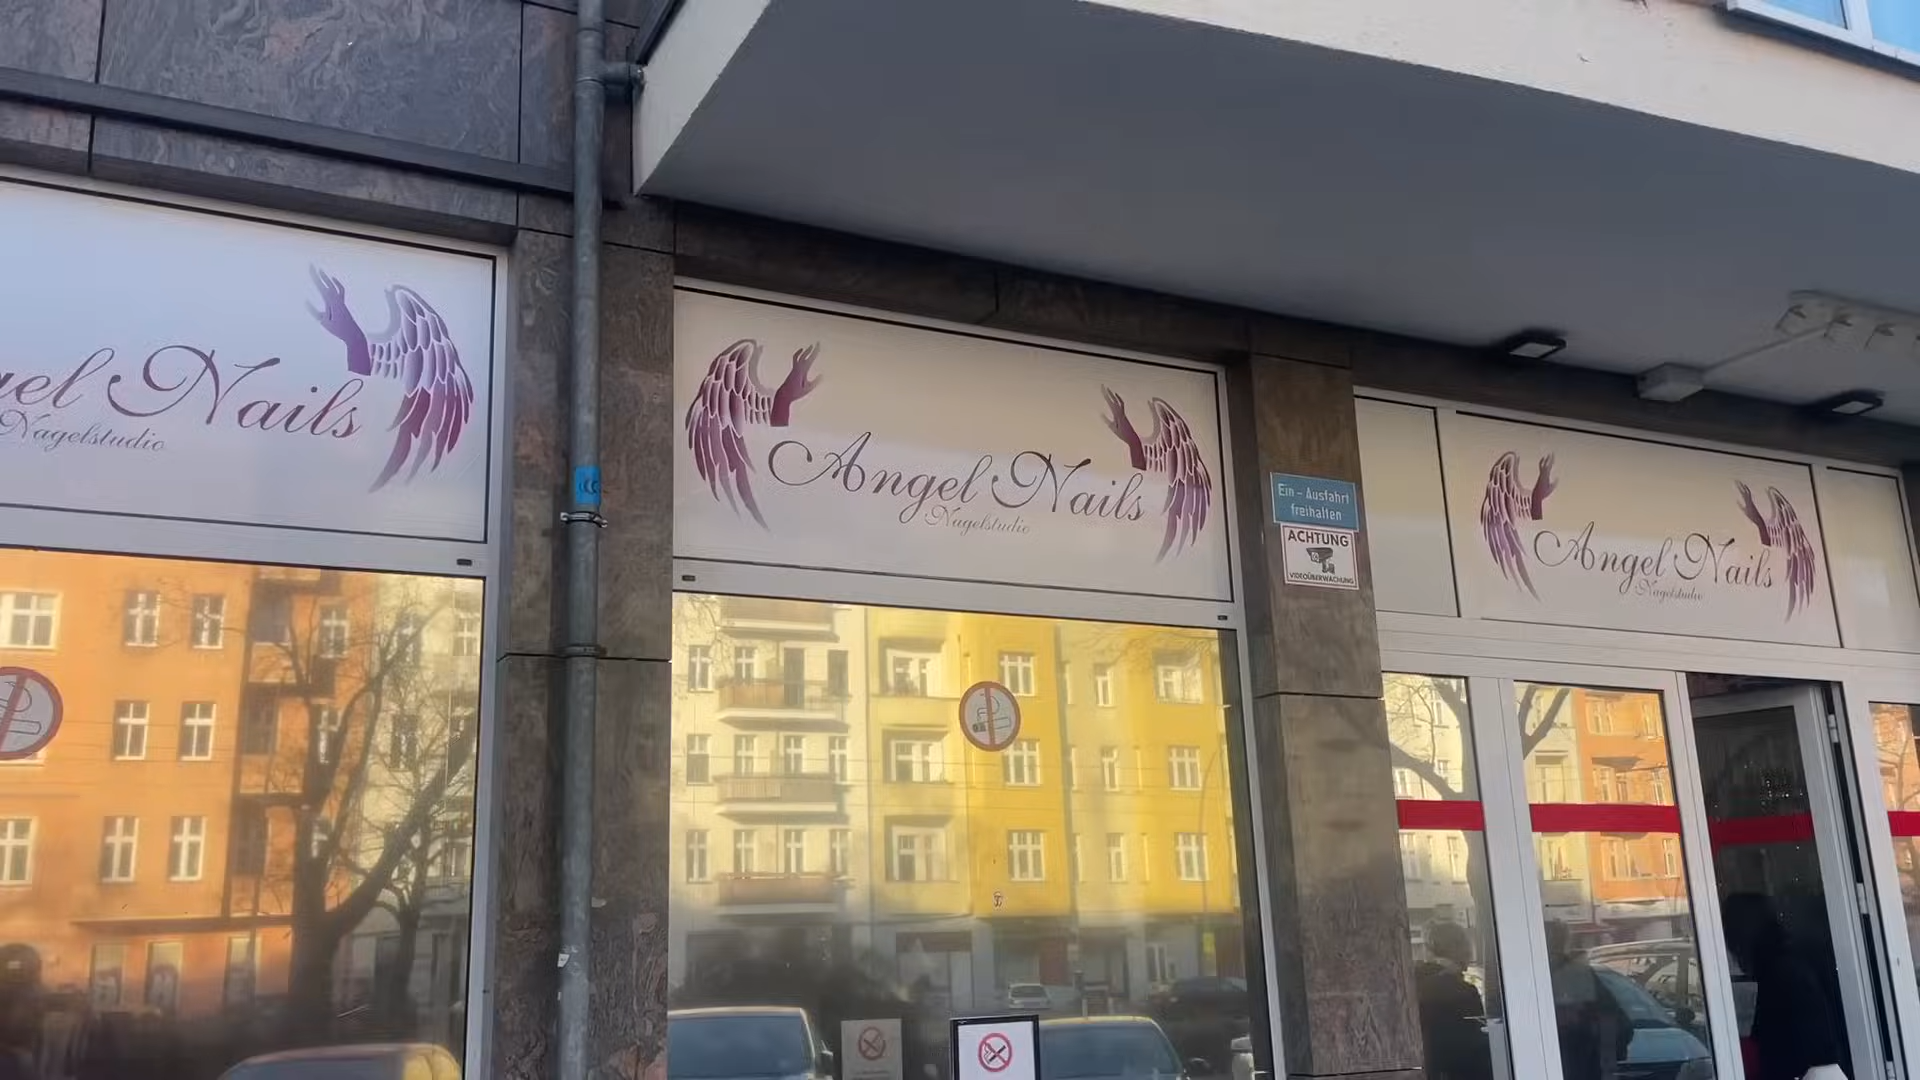 gel Nails
Nagelstudio
Angel Nails
Nagelstudio
Ein - Ausfahrt
freihalten
ACHTUNG
VIDEOÜBERWACHUNG
Angel Nails
Nagelstudio